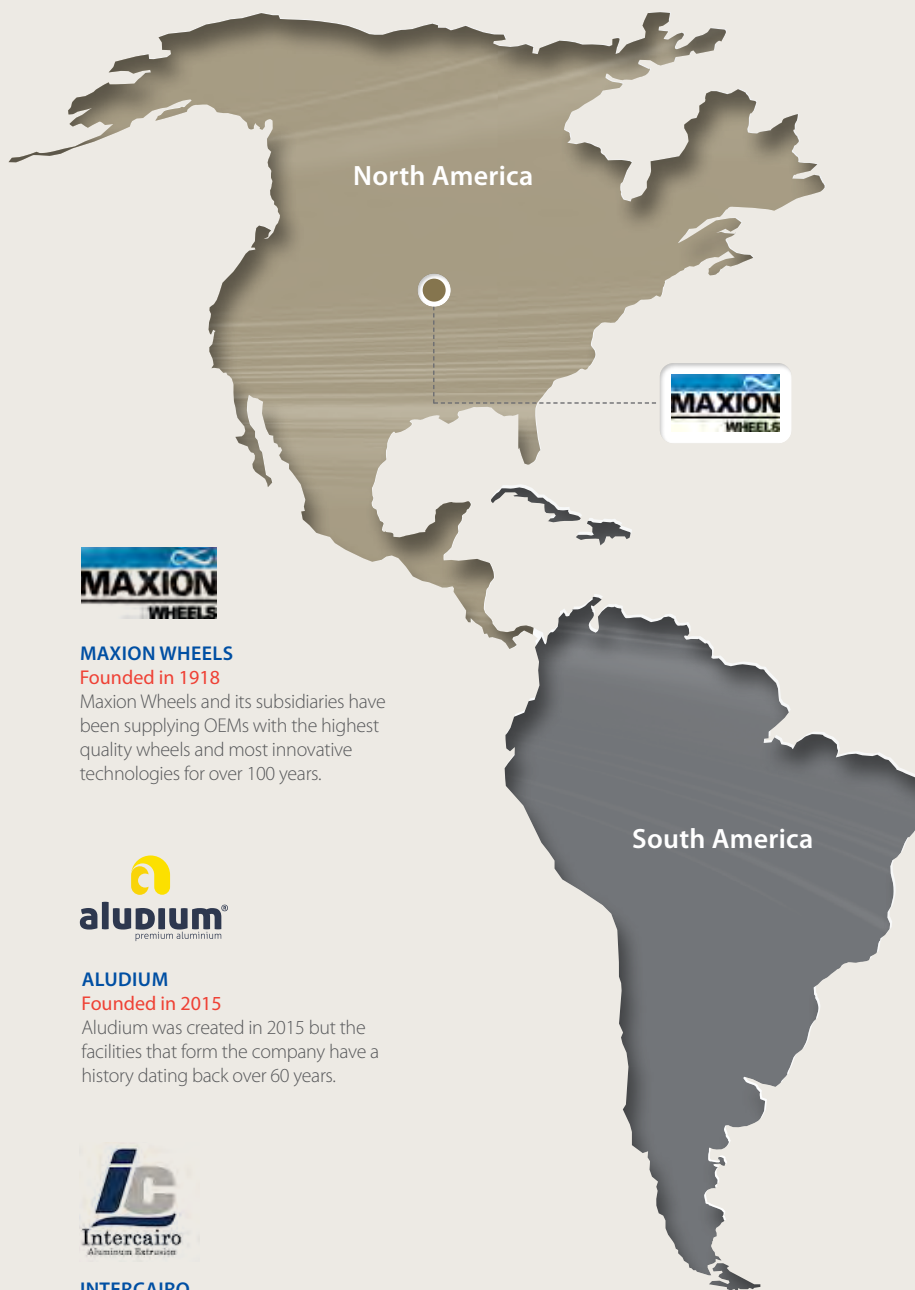 North America
MAXION
WHEELS
MAXION
WHEELS
MAXION WHEELS
Founded in 1918
Maxion Wheels and its subsidiaries have
been supplying OEMs with the highest
quality wheels and most innovative
technologies for over 100 years.
South America
aludium®
premium aluminium
ALUDIUM
Founded in 2015
Aludium was created in 2015 but the
facilities that form the company have a
history dating back over 60 years.
ic
Intercairo
Aluminum Extrusion
INTERCAIRO